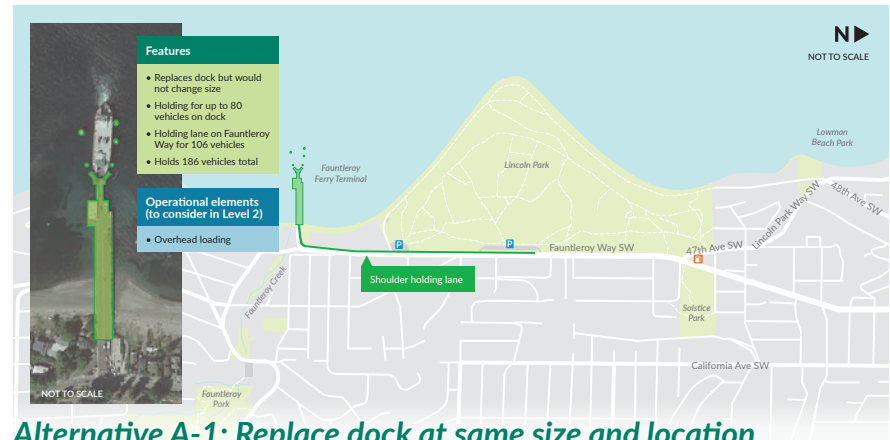 Features
• Replaces dock but would
not change size
• Holding for up to 80
vehicles on dock
• Holding lane on Fauntleroy
Way for 106 vehicles
• Holds 186 vehicles total
Operational elements
(to consider in Level 2)
• Overhead loading
NOT TO SCALE
N
NOT TO SCALE
Fauntleroy
Ferry Terminal
Lincoln Park
Lowman
Beach Park
48th Ave SW
Lincoln Park Way SW
47th Ave SW
P
P
Fauntleroy Way SW
Shoulder holding lane
Fauntleroy Creek
Solstice
Park
California Ave SW
Fauntleroy
Park
Alternative A-1: Replace dock at same size and location